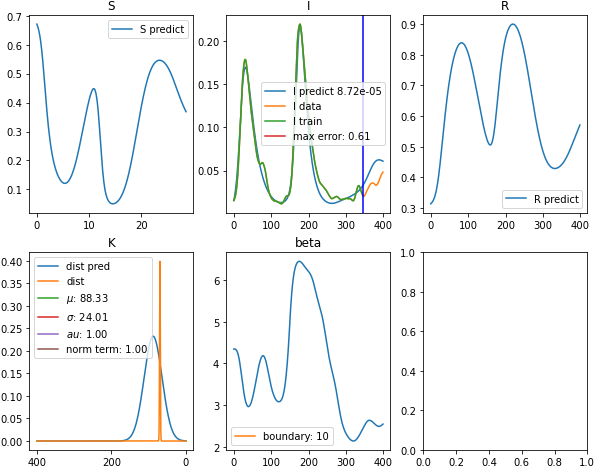 S
I
R
0.7
0.6
0.5
0.4
0.3
0.2
0.1
0 10 20
S predict
0.20
0.15
0.10
0.05
0 100 200 300 400
I predict 8.72e-05
I data
I train
max error: 0.61
0.9
0.8
0.7
0.6
0.5
0.4
0.3
0 100 200 300 400
R predict
K
beta
0.40
0.35
0.30
0.25
0.20
0.15
0.10
0.05
0.00
400 200 0
dist pred
dist
μ: 88.33
σ: 24.01
au: 1.00
norm term: 1.00
6
5
4
3
2
0 100 200 300 400
boundary: 10
1.0
0.8
0.6
0.4
0.2
0.0
0.0 0.2 0.4 0.6 0.8 1.0